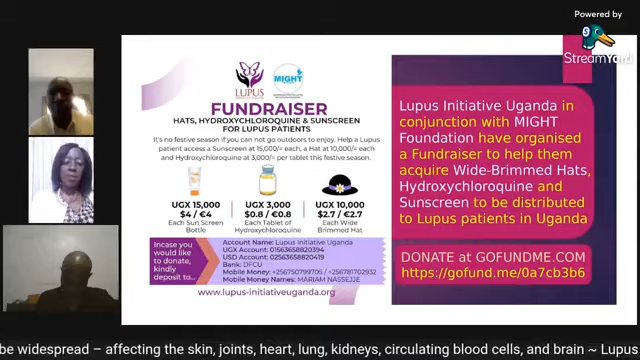 Powered by
StreamYard
LUPUS
MIGHT
FUNDRAISER
HATS, HYDROXYCHLOROQUINE & SUNSCREEN
FOR LUPUS PATIENTS
It's no festive season if you can not go outdoors to enjoy. Help a Lupus
patient access a Sunscreen at 15,000/= each, a Hat at 10,000/= each
and Hydroxychloroquine at 3,000/= per tablet this festive season.
UGX 15,000
$4 / €4
Each Sun Screen
Bottle
UGX 3,000
$0.8 / €0.8
Each Tablet of
Hydroxychloroquine
UGX 10,000
$2.7 / €2.7
Each Wide
Brimmed Hat
Incase you
would like
to donate,
kindly
deposit to...
Account Name: Lupus Initiative Uganda
UGX Account: 01563658820394
USD Account: 02563658820419
Bank: DFCU
Mobile Money: +256750799705 / +256781702932
Mobile Money Names: MARIAM NASSEJJE
www.lupus-initiativeuganda.org
Lupus Initiative Uganda in
conjunction with MIGHT
Foundation have organised
a Fundraiser to help them
acquire Wide-Brimmed Hats,
Hydroxychloroquine and
Sunscreen to be distributed
to Lupus patients in Uganda
DONATE at GOFUNDME.COM
https://gofund.me/0a7cb3b6
be widespread – affecting the skin, joints, heart, lung, kidneys, circulating blood cells, and brain ~ Lupus